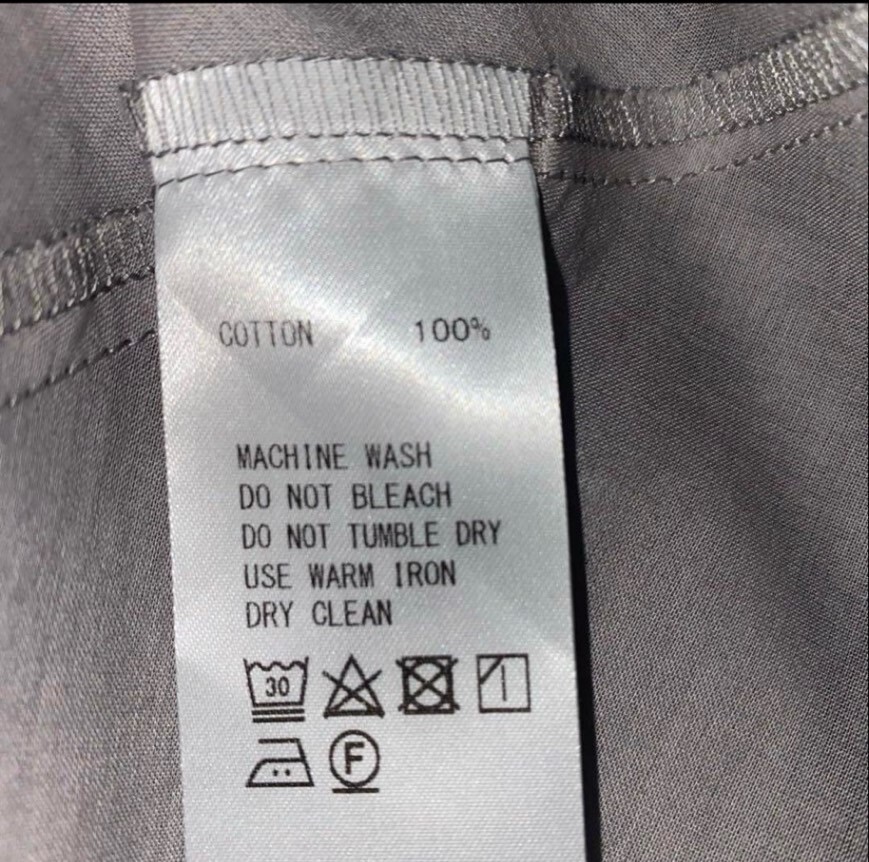 COTTON 100%
MACHINE WASH
DO NOT BLEACH
DO NOT TUMBLE DRY
USE WARM IRON
DRY CLEAN
30
F